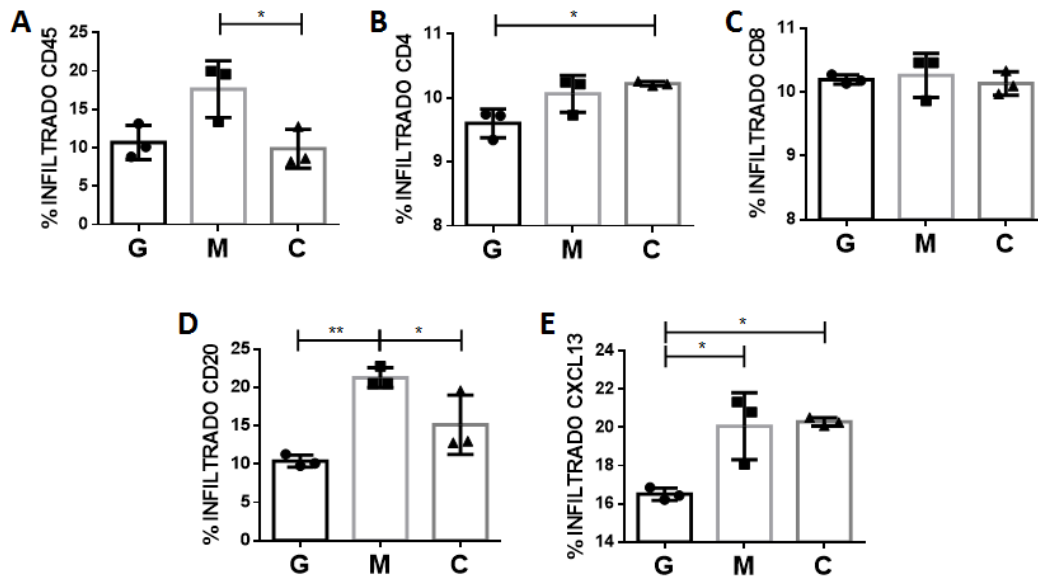 A
% INFILTRADO CD45
25
20
15
10
5
0
*
G M C
B
% INFILTRADO CD4
11
10
9
8
*
G M C
C
% INFILTRADO CD8
11
10
9
8
G M C
D
% INFILTRADO CD20
25
20
15
10
5
0
** *
G M C
E
% INFILTRADO CXCL13
24
22
20
18
16
14
*
*
G M C